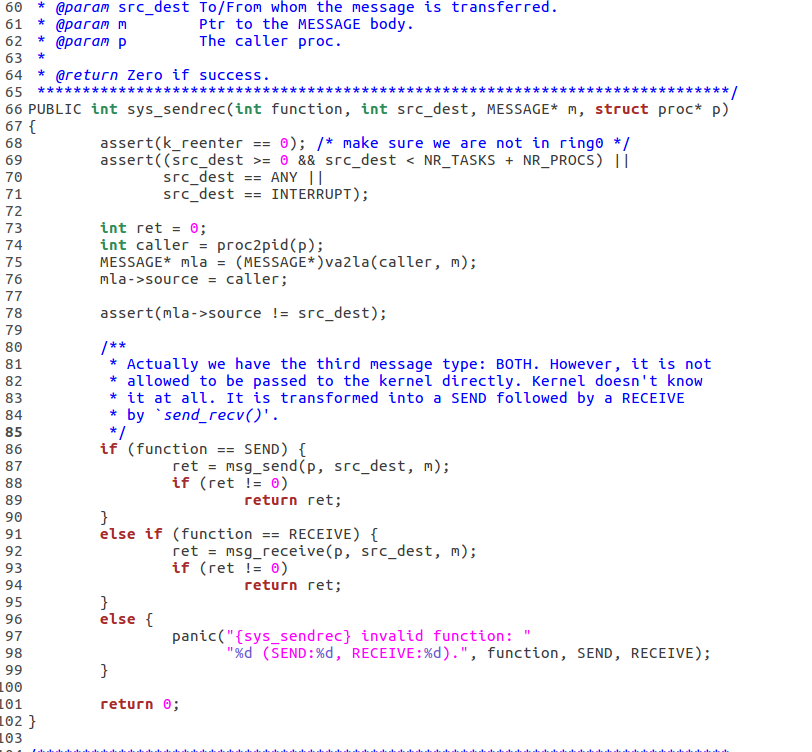 60  * @param src_dest To/From whom the message is transferred.
61  * @param m        Ptr to the MESSAGE body.
62  * @param p        The caller proc.
63  *
64  * @return Zero if success.
65  *****************************************************************************/
66 PUBLIC int sys_sendrec(int function, int src_dest, MESSAGE* m, struct proc* p)
67 {
68         assert(k_reenter == 0); /* make sure we are not in ring0 */
69         assert((src_dest >= 0 && src_dest < NR_TASKS + NR_PROCS) ||
70                src_dest == ANY ||
71                src_dest == INTERRUPT);
72
73         int ret = 0;
74         int caller = proc2pid(p);
75         MESSAGE* mla = (MESSAGE*)va2la(caller, m);
76         mla->source = caller;
77
78         assert(mla->source != src_dest);
79
80         /**
81          * Actually we have the third message type: BOTH. However, it is not
82          * allowed to be passed to the kernel directly. Kernel doesn't know
83          * it at all. It is transformed into a SEND followed by a RECEIVE
84          * by `send_recv()'.
85          */
86         if (function == SEND) {
87                 ret = msg_send(p, src_dest, m);
88                 if (ret != 0)
89                         return ret;
90         }
91         else if (function == RECEIVE) {
92                 ret = msg_receive(p, src_dest, m);
93                 if (ret != 0)
94                         return ret;
95         }
96         else {
97                 panic("{sys_sendrec} invalid function: "
98                       "%d (SEND:%d, RECEIVE:%d).", function, SEND, RECEIVE);
99         }
100
101         return 0;
102 }
103